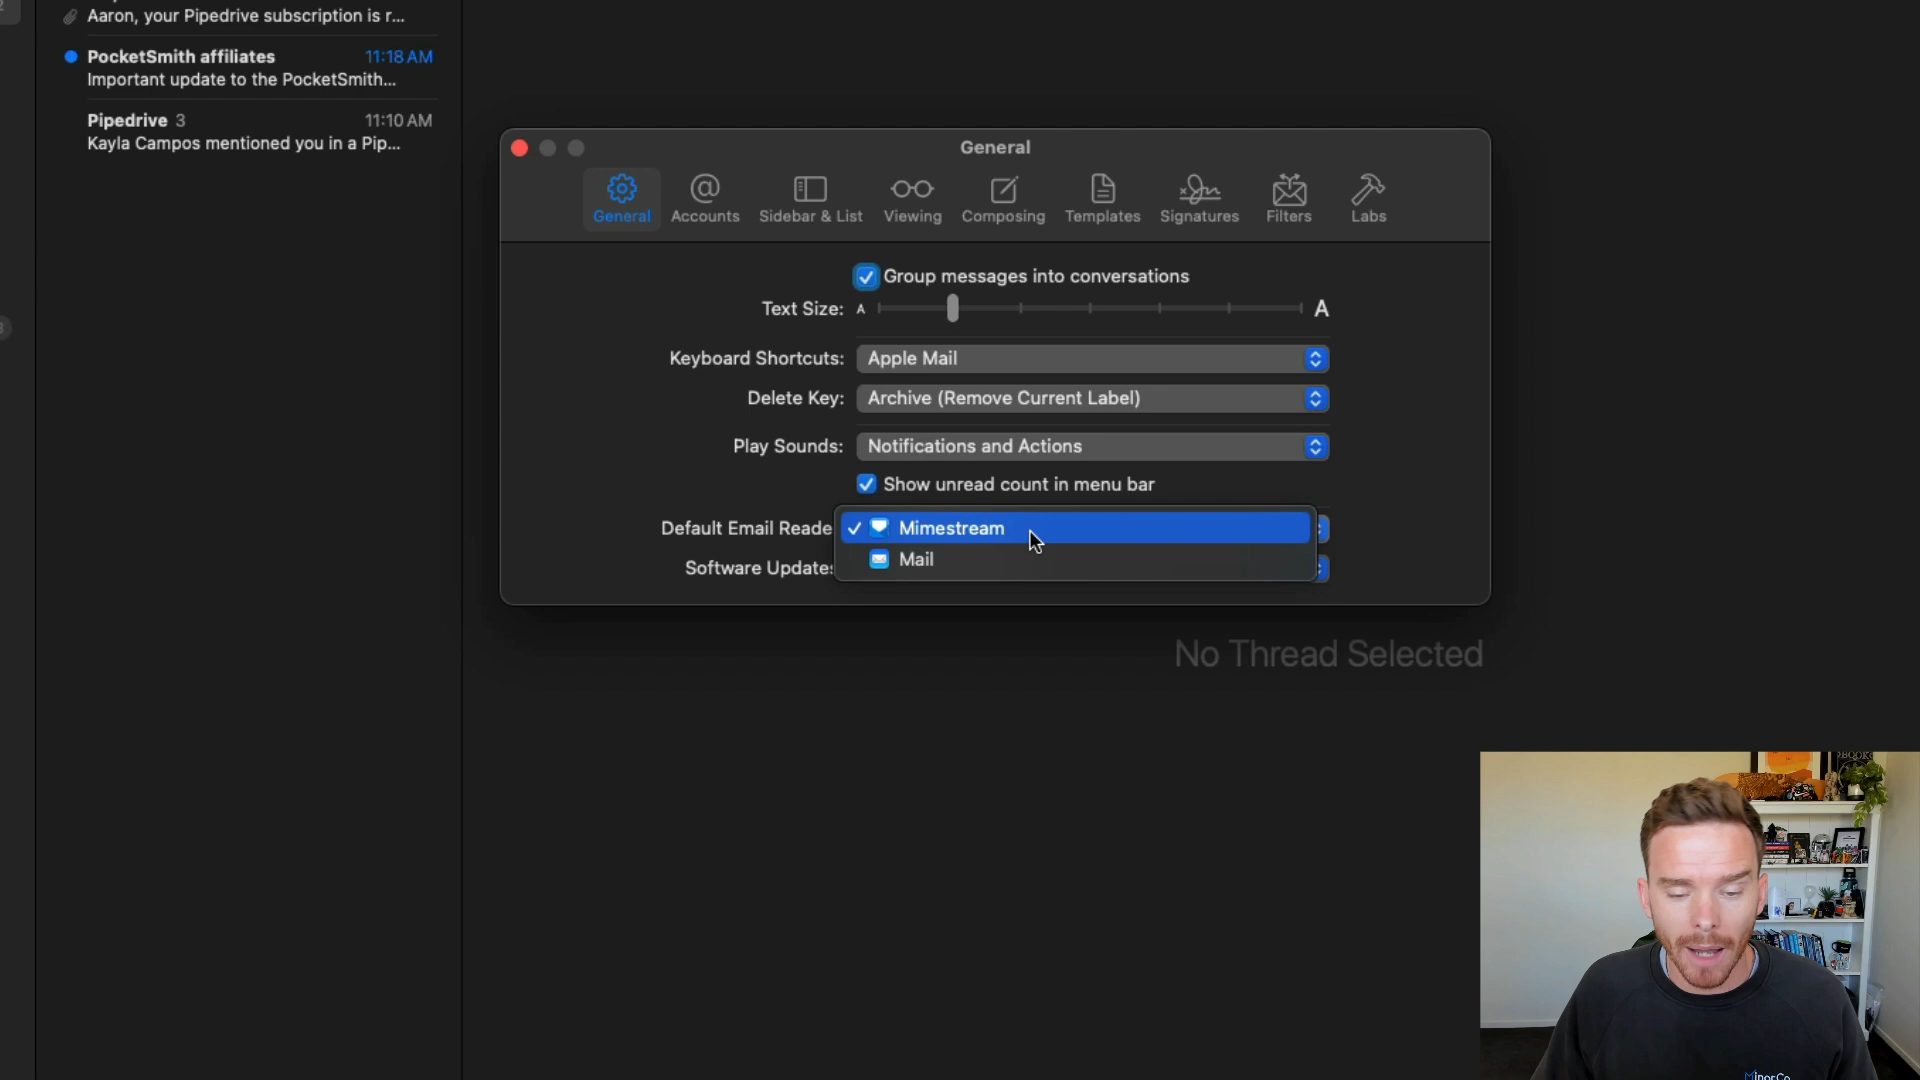 Aaron, your Pipedrive subscription is r...
PocketSmith affiliates 11:18 AM
Important update to the PocketSmith...
Pipedrive 3 11:10 AM
Kayla Campos mentioned you in a Pip...
General
General Accounts Sidebar & List Viewing Composing Templates Signatures Filters Labs
Group messages into conversations
Text Size: A A
Keyboard Shortcuts: Apple Mail
Delete Key: Archive (Remove Current Label)
Play Sounds: Notifications and Actions
Show unread count in menu bar
Default Email Reade Mimestream
Mail
Software Updates
No Thread Selected
MinorCo